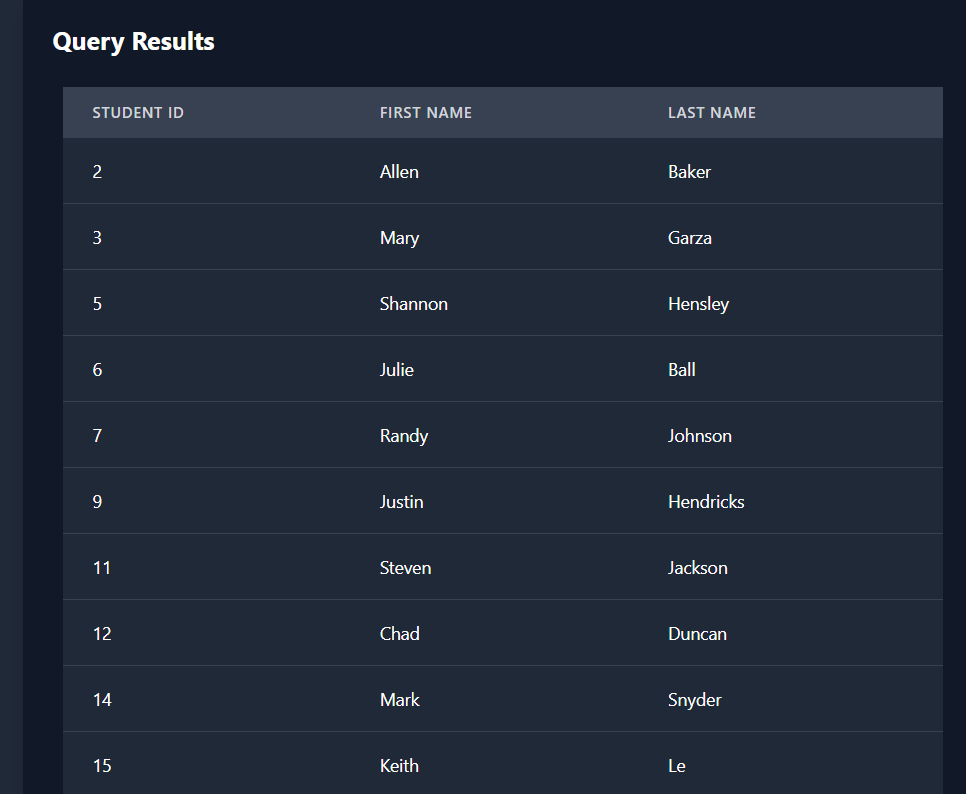 Query Results
STUDENT ID FIRST NAME LAST NAME
2 Allen Baker
3 Mary Garza
5 Shannon Hensley
6 Julie Ball
7 Randy Johnson
9 Justin Hendricks
11 Steven Jackson
12 Chad Duncan
14 Mark Snyder
15 Keith Le